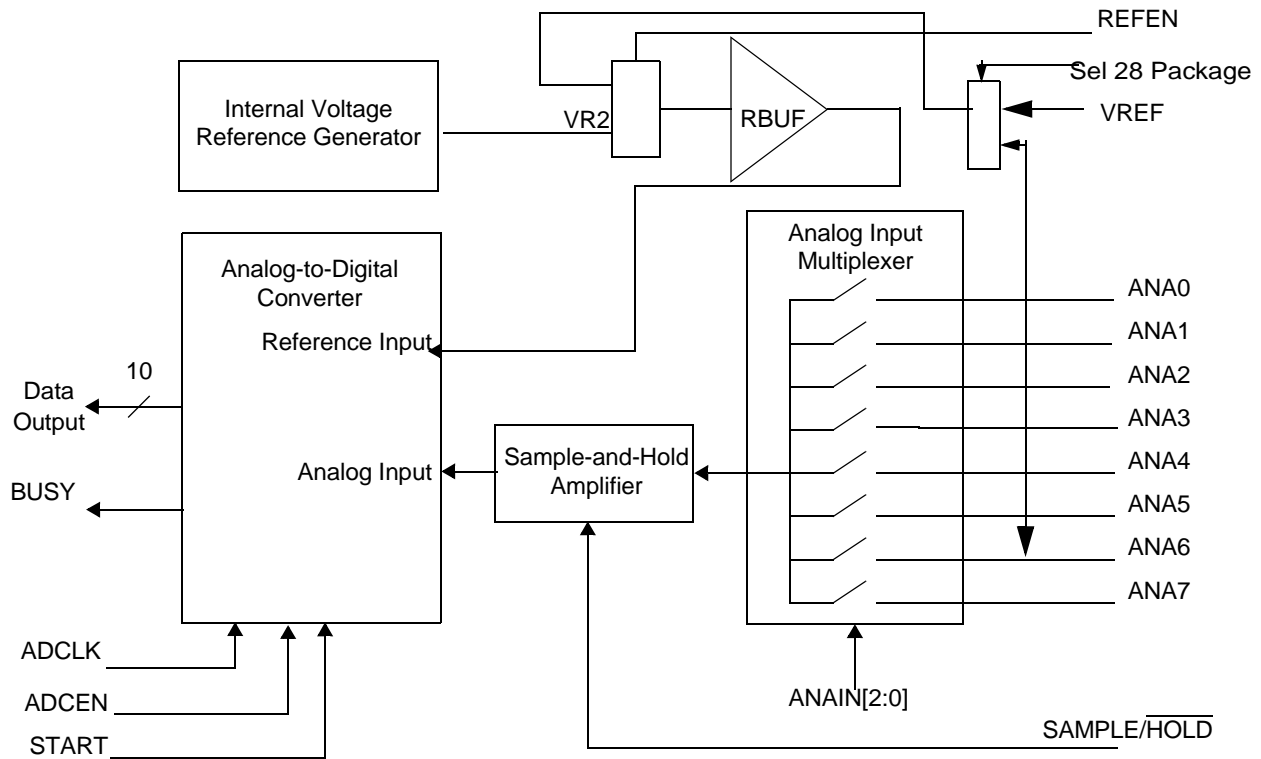 REFEN
Sel 28 Package
Internal Voltage
Reference Generator
VR2
RBUF
VREF
Analog Input
Multiplexer
Analog-to-Digital
Converter
ANA0
Reference Input
ANA1
10
Data
Output
ANA2
ANA3
Analog Input
Sample-and-Hold
Amplifier
ANA4
BUSY
ANA5
ANA6
ANA7
ADCLK
ADCEN
ANAIN[2:0]
START
SAMPLE/H̅O̅L̅D̅